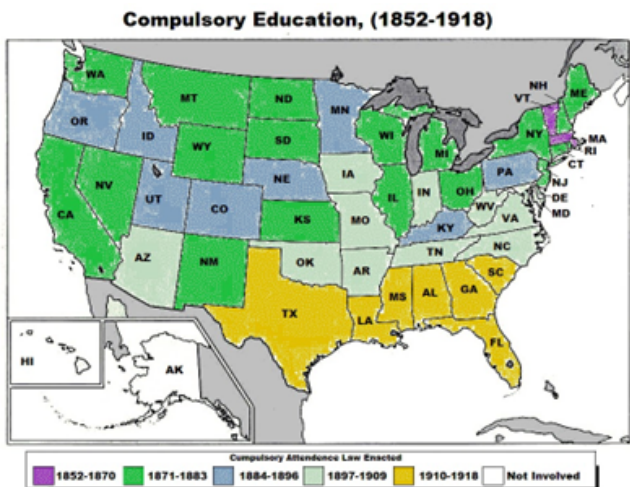 Compulsory Education, (1852-1918)
WA
MT
ND
MN
NH
VT
ME
OR
ID
WY
SD
WI
MI
NY
MA
RI
CT
NE
IA
PA
NJ
DE
MD
NV
UT
CO
KS
IL
IN
OH
WV
VA
CA
MO
KY
NC
AZ
NM
OK
AR
TN
SC
TX
LA
MS
AL
GA
FL
HI
AK
Compulsory Attendence Law Enacted
1852-1870 1871-1883 1884-1896 1897-1909 1910-1918 Not Involved